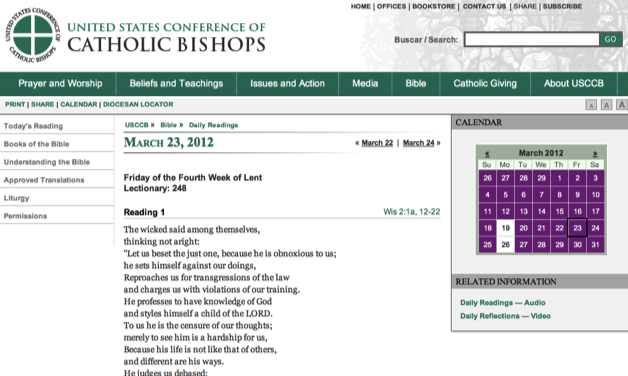 HOME | OFFICES | BOOKSTORE | CONTACT US | SHARE | SUBSCRIBE
UNITED STATES CONFERENCE OF CATHOLIC BISHOPS
UNITED STATES CONFERENCE OF
CATHOLIC BISHOPS
Buscar / Search:
GO
Prayer and Worship Beliefs and Teachings Issues and Action Media Bible Catholic Giving About USCCB
PRINT | SHARE | CALENDAR | DIOCESAN LOCATOR
A A A
Today's Reading
Books of the Bible
Understanding the Bible
Approved Translations
Liturgy
Permissions
USCCB » Bible » Daily Readings
MARCH 23, 2012
« March 22 | March 24 »
Friday of the Fourth Week of Lent
Lectionary: 248
Reading 1 Wis 2:1a, 12-22
The wicked said among themselves,
thinking not aright:
"Let us beset the just one, because he is obnoxious to us;
he sets himself against our doings,
Reproaches us for transgressions of the law
and charges us with violations of our training.
He professes to have knowledge of God
and styles himself a child of the LORD.
To us he is the censure of our thoughts;
merely to see him is a hardship for us,
Because his life is not like that of others,
and different are his ways.
He judges us debased;
CALENDAR
« March 2012 »
Su Mo Tu We Th Fr Sa
26 27 28 29 1 2 3
4 5 6 7 8 9 10
11 12 13 14 15 16 17
18 19 20 21 22 23 24
25 26 27 28 29 30 31
RELATED INFORMATION
Daily Readings — Audio
Daily Reflections — Video